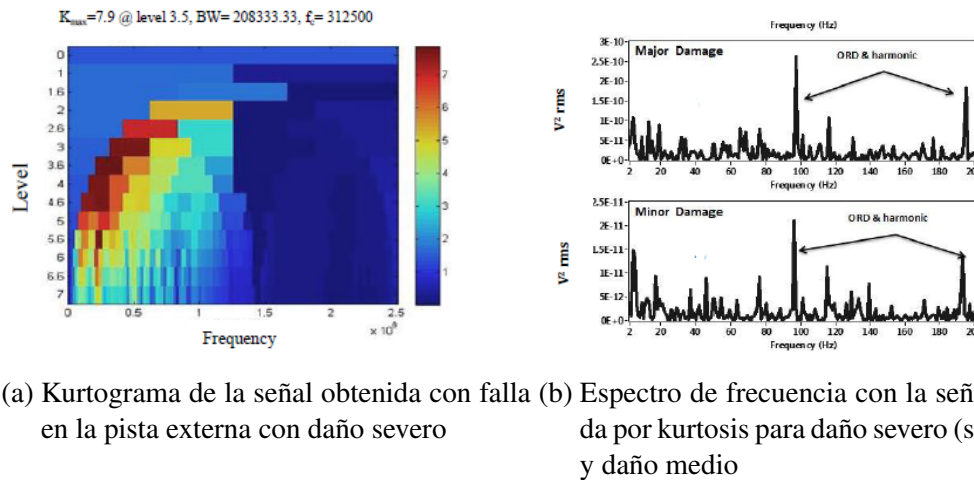 Kmax=7.9 @ level 3.5, BW= 208333.33, fc= 312500
Level
0
1
1.6
2
2.6
3
3.6
4
4.6
5
5.6
6
6.6
7
0
0.5
1
1.5
2
2.5
x 10⁶
Frequency
7
6
5
4
3
2
1
Frequency (Hz)
V² rms
3E-10
2.5E-10
2E-10
1.5E-10
1E-10
5E-11
0E+0
Major Damage
ORD & harmonic
2 20 40 60 80 100 120 140 160 180 200
Frequency (Hz)
V² rms
2.5E-11
2E-11
1.5E-11
1E-11
5E-12
0E+0
Minor Damage
ORD & harmonic
2 20 40 60 80 100 120 140 160 180
Frequency (Hz)
(a) Kurtograma de la señal obtenida con falla
en la pista externa con daño severo
(b) Espectro de frecuencia con la señ
da por kurtosis para daño severo (s
y daño medio